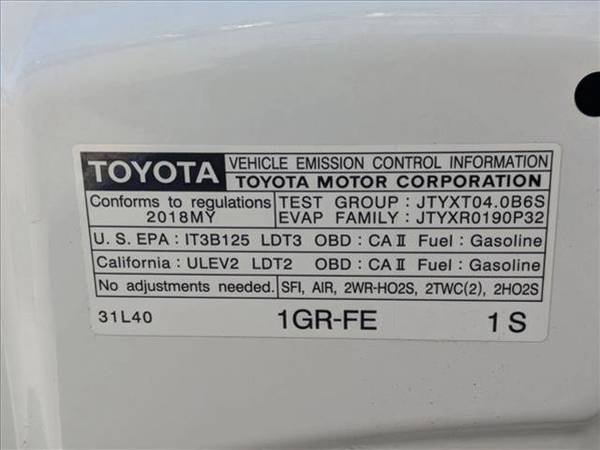 TOYOTA VEHICLE EMISSION CONTROL INFORMATION
TOYOTA MOTOR CORPORATION
Conforms to regulations TEST GROUP : JTYXT04.0B6S
2018MY EVAP FAMILY : JTYXR0190P32
U. S. EPA : IT3B125 LDT3 OBD : CA II Fuel : Gasoline
California : ULEV2 LDT2 OBD : CA II Fuel : Gasoline
No adjustments needed. SFI, AIR, 2WR-HO2S, 2TWC(2), 2HO2S
31L40 1GR-FE 1 S